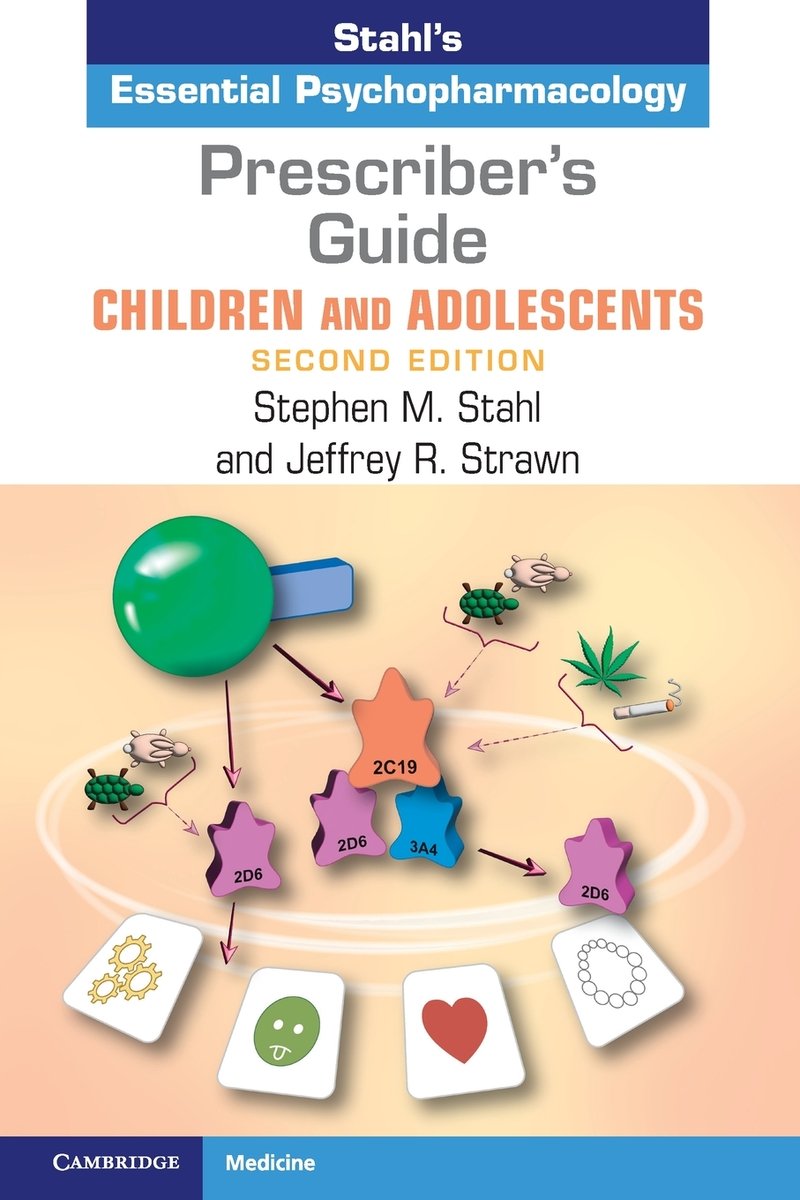 Stahl's
Essential Psychopharmacology
Prescriber's
Guide
CHILDREN AND ADOLESCENTS
SECOND EDITION
Stephen M. Stahl
and Jeffrey R. Strawn
2C19
2D6
3A4
2D6
2D6
CAMBRIDGE
Medicine